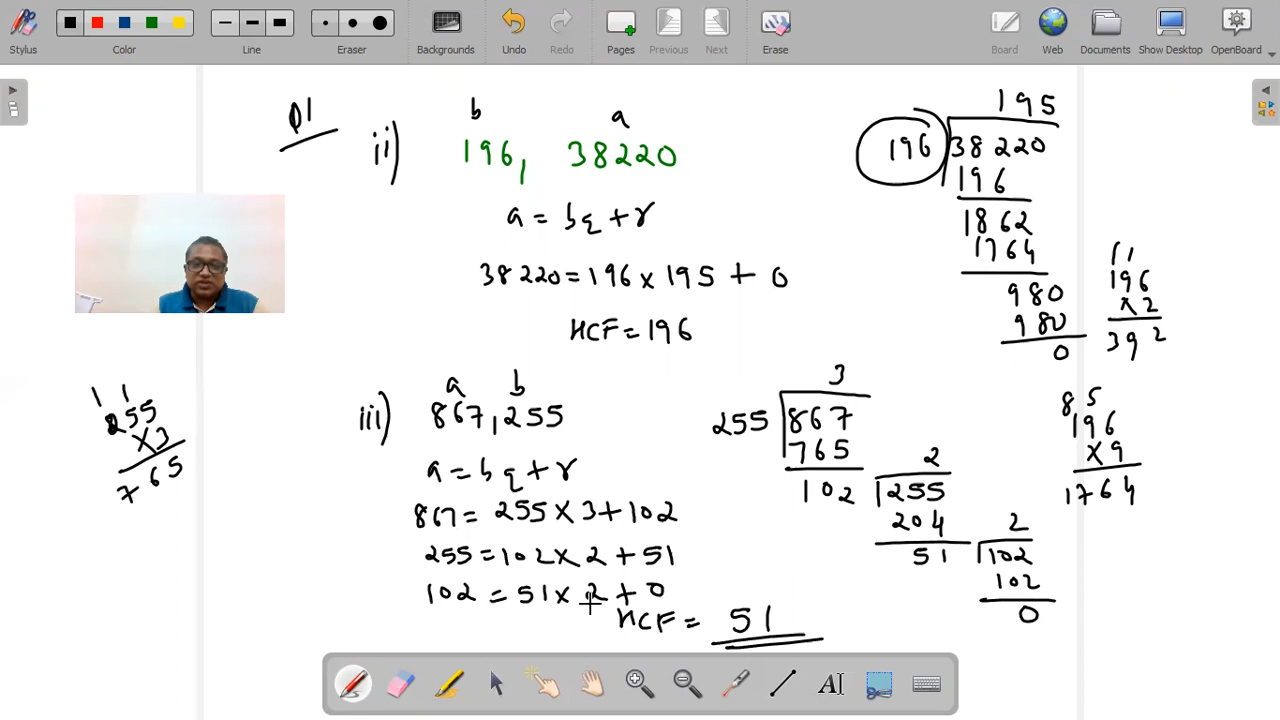 Stylus
Color
Line
Eraser
Backgrounds
Undo
Redo
Pages
Previous
Next
Erase
Board
Web
Documents
Show Desktop
OpenBoard
Q1
ii)
b
a
196, 38220
a = bq + r
38220 = 196 x 195 + 0
HCF = 196
195
196 38220
196
1862
1764
980
980
0
11
196
x2
392
85
196
x9
1764
11
255
x3
765
iii)
a b
867, 255
a = bq + r
867 = 255 x 3 + 102
255 = 102 x 2 + 51
102 = 51 x 2 + 0
HCF = 51
3
255 867
765
2
102 255
204
2
51 102
102
0
AI